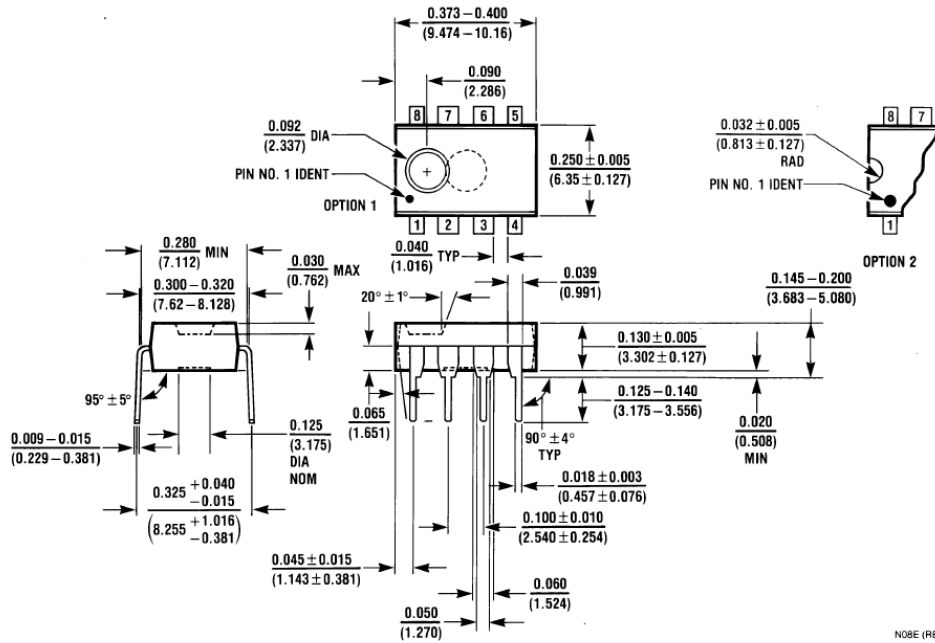 0.373–0.400
(9.474–10.16)
0.090
(2.286)
8 7 6 5
0.092 DIA
(2.337)
PIN NO. 1 IDENT
OPTION 1
1 2 3 4
0.250 ± 0.005
(6.35 ± 0.127)
0.032 ± 0.005
(0.813 ± 0.127)
RAD
PIN NO. 1 IDENT
8 7
1
OPTION 2
0.280 MIN
(7.112)
0.300–0.320
(7.62–8.128)
0.030 MAX
(0.762)
0.040 TYP
(1.016)
0.039
(0.991)
20° ± 1°
0.145–0.200
(3.683–5.080)
0.130 ± 0.005
(3.302 ± 0.127)
0.125–0.140
(3.175–3.556)
0.020
(0.508)
MIN
95° ± 5°
0.065
(1.651)
90° ± 4°
TYP
0.009–0.015
(0.229–0.381)
0.125
(3.175)
DIA
NOM
0.018 ± 0.003
(0.457 ± 0.076)
0.325 +0.040
−0.015
(8.255 +1.016
−0.381)
0.100 ± 0.010
(2.540 ± 0.254)
0.045 ± 0.015
(1.143 ± 0.381)
0.060
(1.524)
0.050
(1.270)
N08E